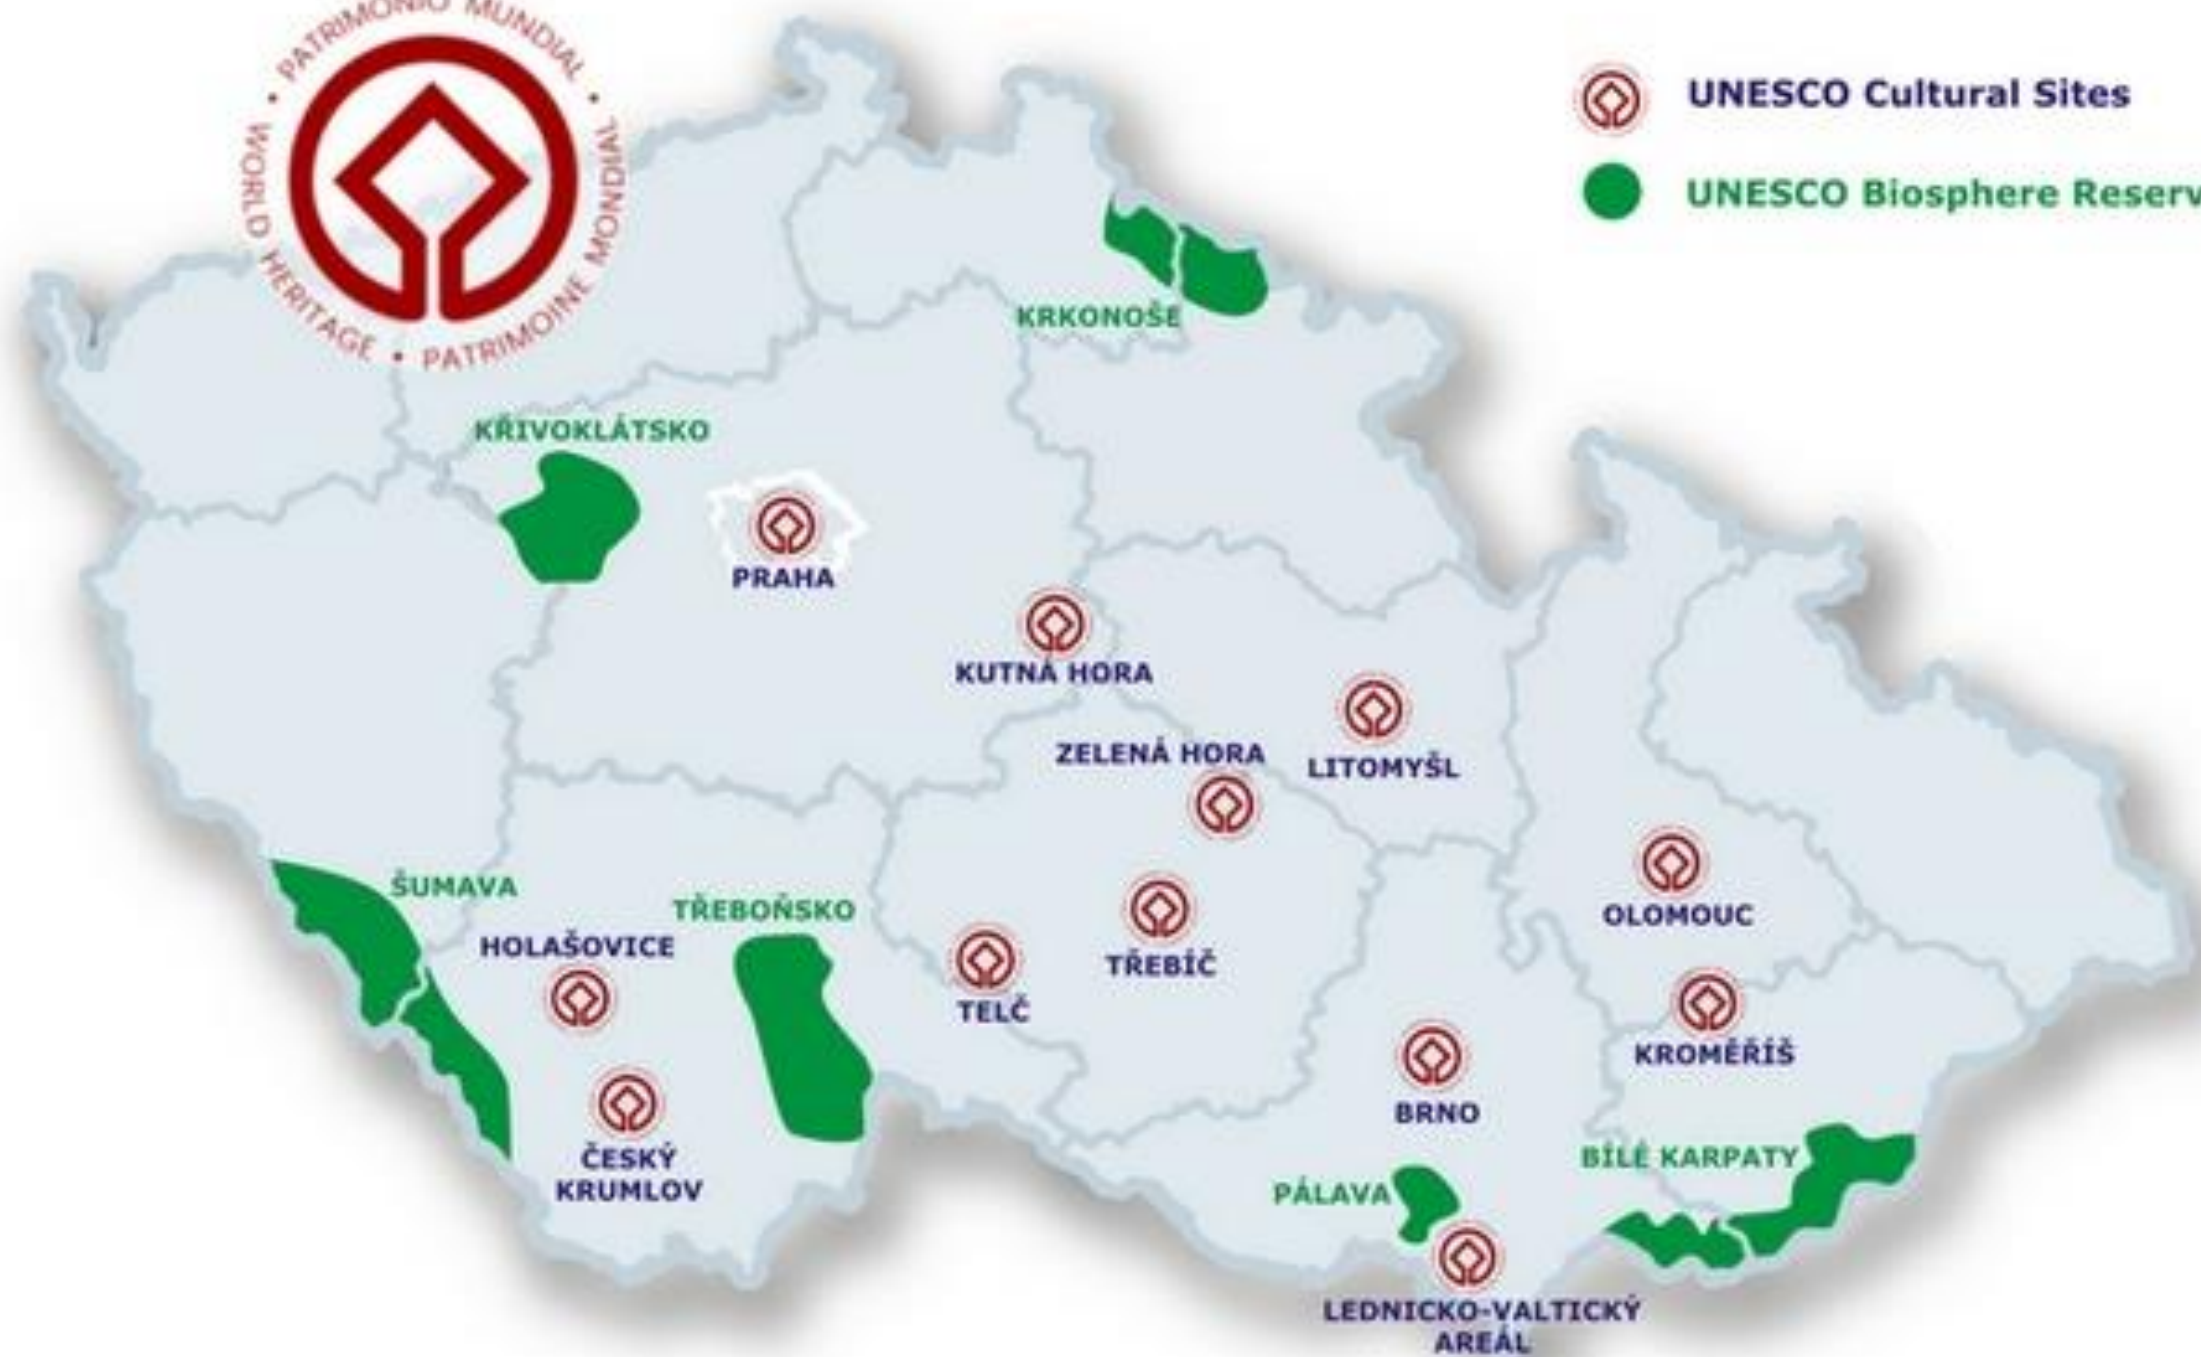 PATRIMONIO MUNDIAL •
WORLD HERITAGE • PATRIMOINE MONDIAL •
UNESCO Cultural Sites
UNESCO Biosphere Reserv
KRKONOŠE
KŘIVOKLÁTSKO
PRAHA
KUTNÁ HORA
ZELENÁ HORA
LITOMYŠL
ŠUMAVA
TŘEBOŇSKO
OLOMOUC
HOLAŠOVICE
TŘEBÍČ
TELČ
KROMĚŘÍŠ
BRNO
ČESKÝ
KRUMLOV
BÍLÉ KARPATY
PÁLAVA
LEDNICKO-VALTICKÝ
AREÁL